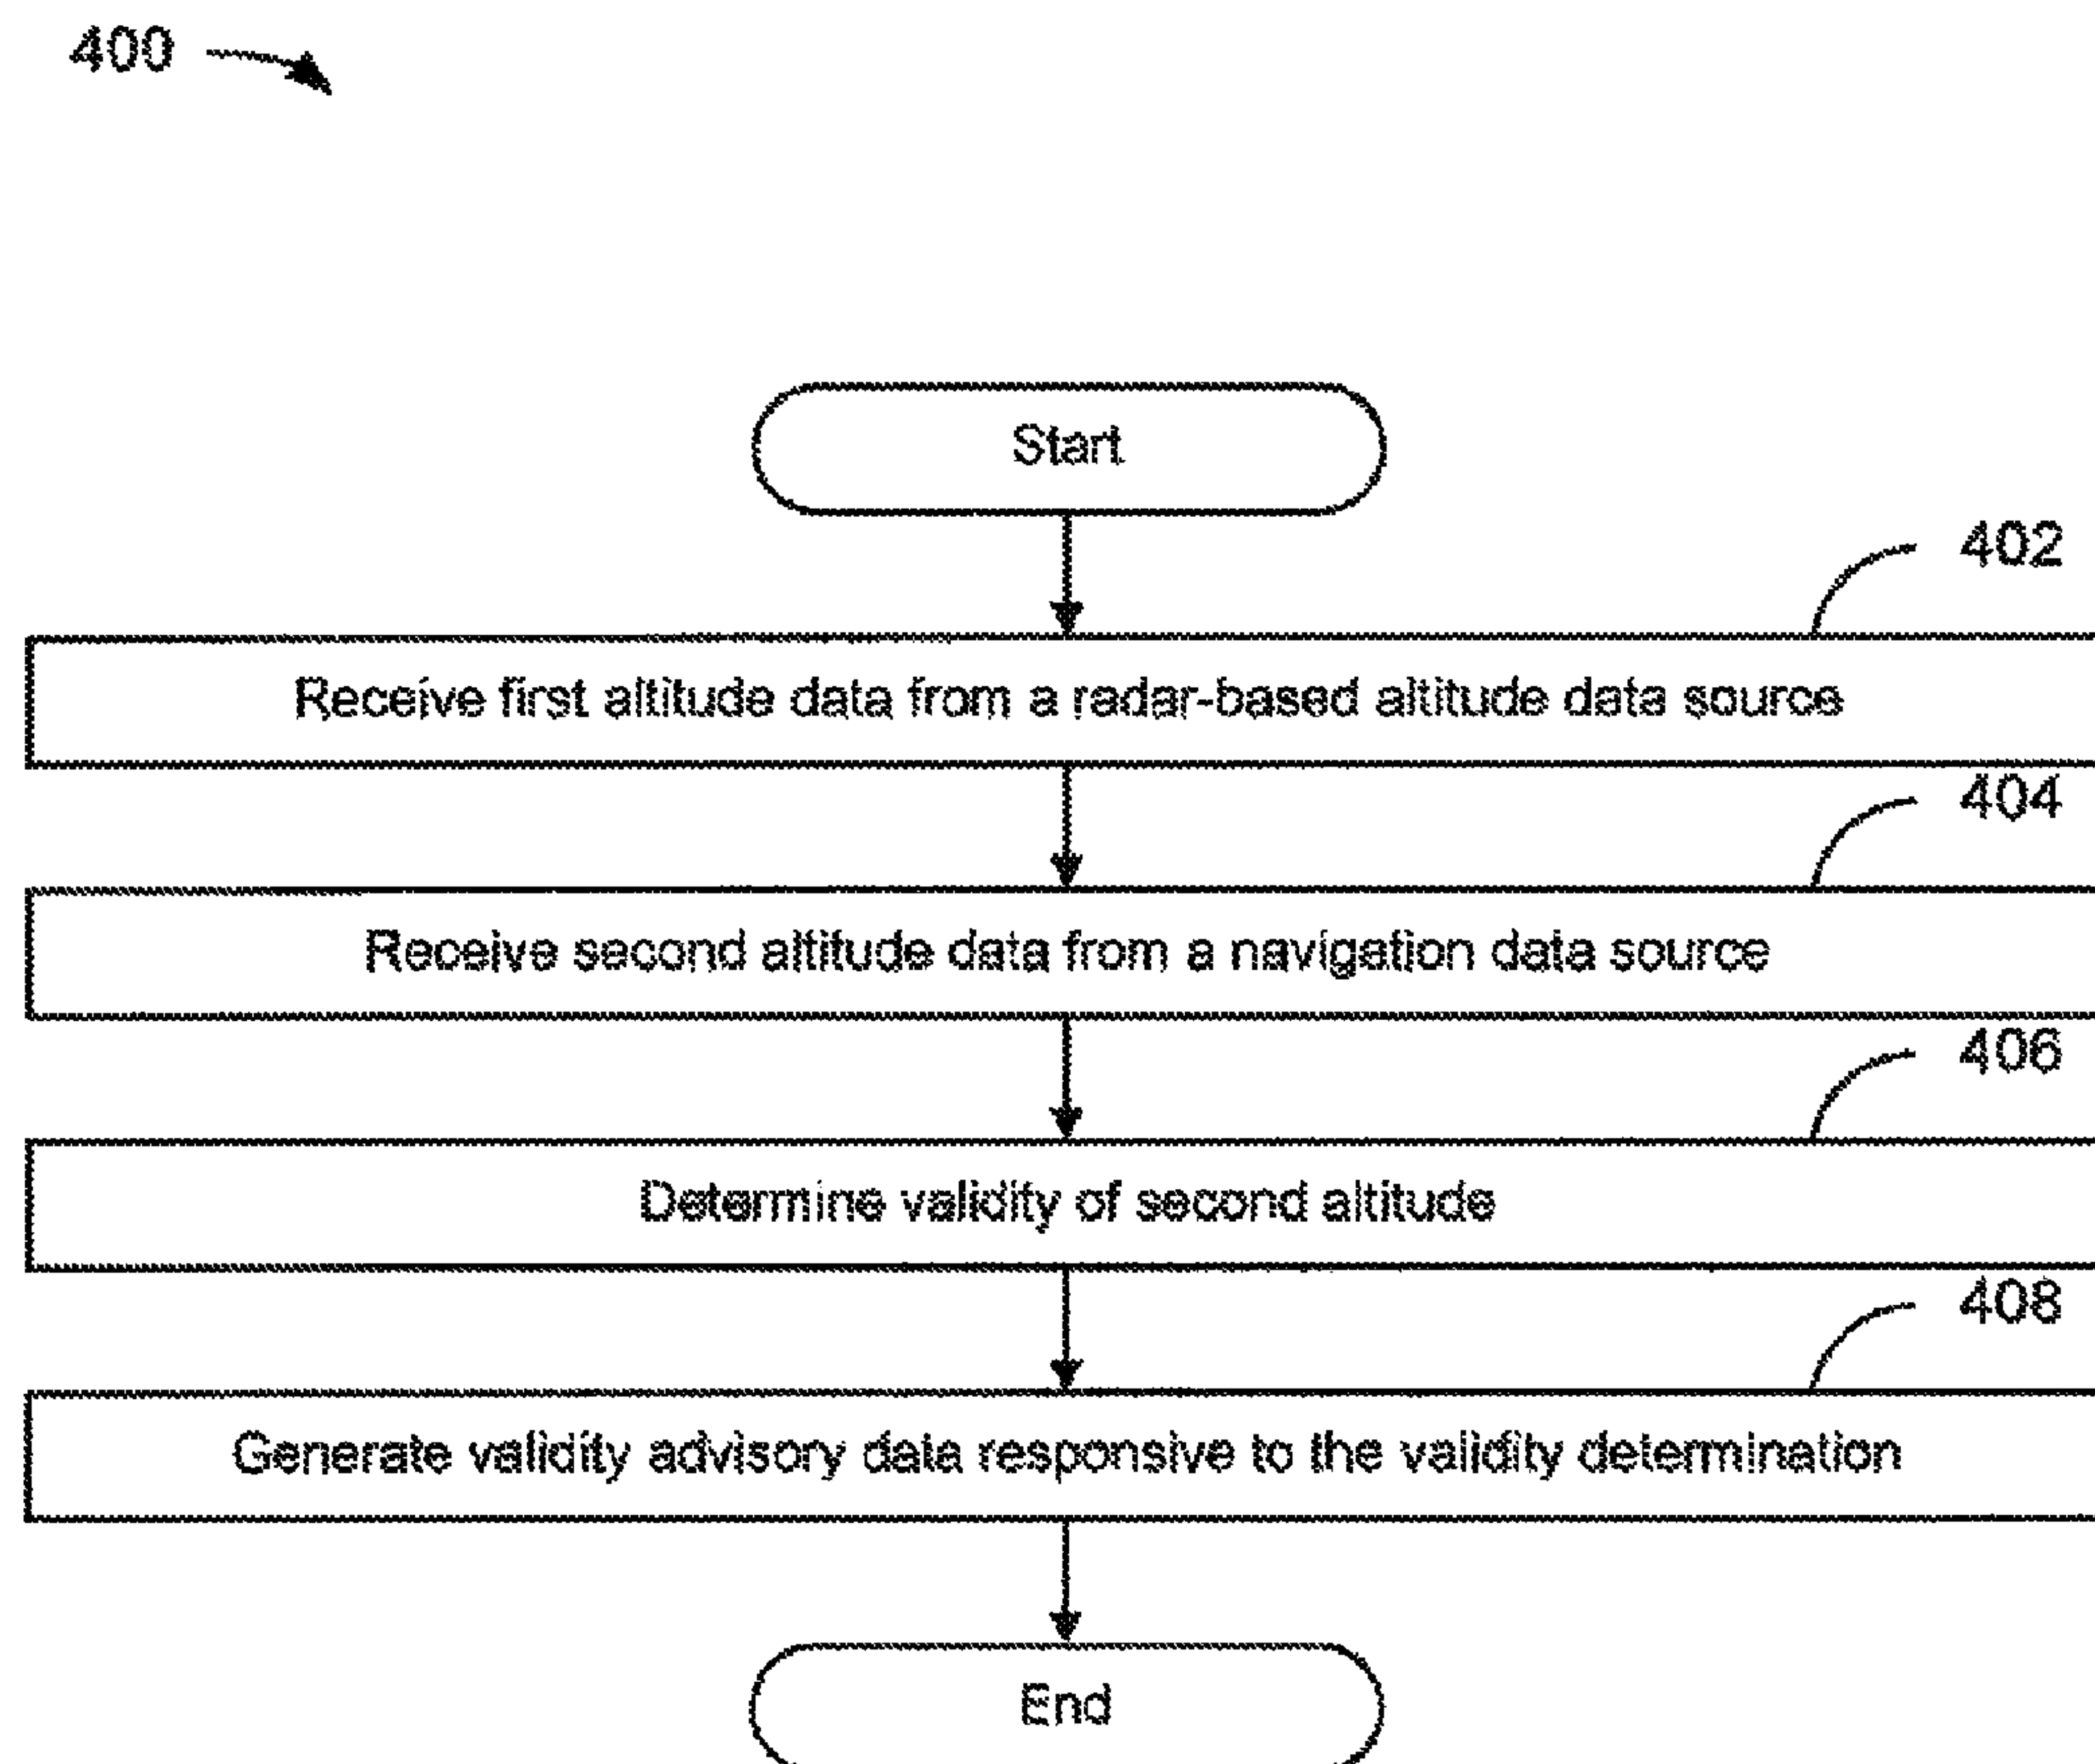 400
Start
402
Receive first altitude data from a radar-based altitude data source
404
Receive second altitude data from a navigation data source
406
Determine validity of second altitude
408
Generate validity advisory data responsive to the validity determination
End